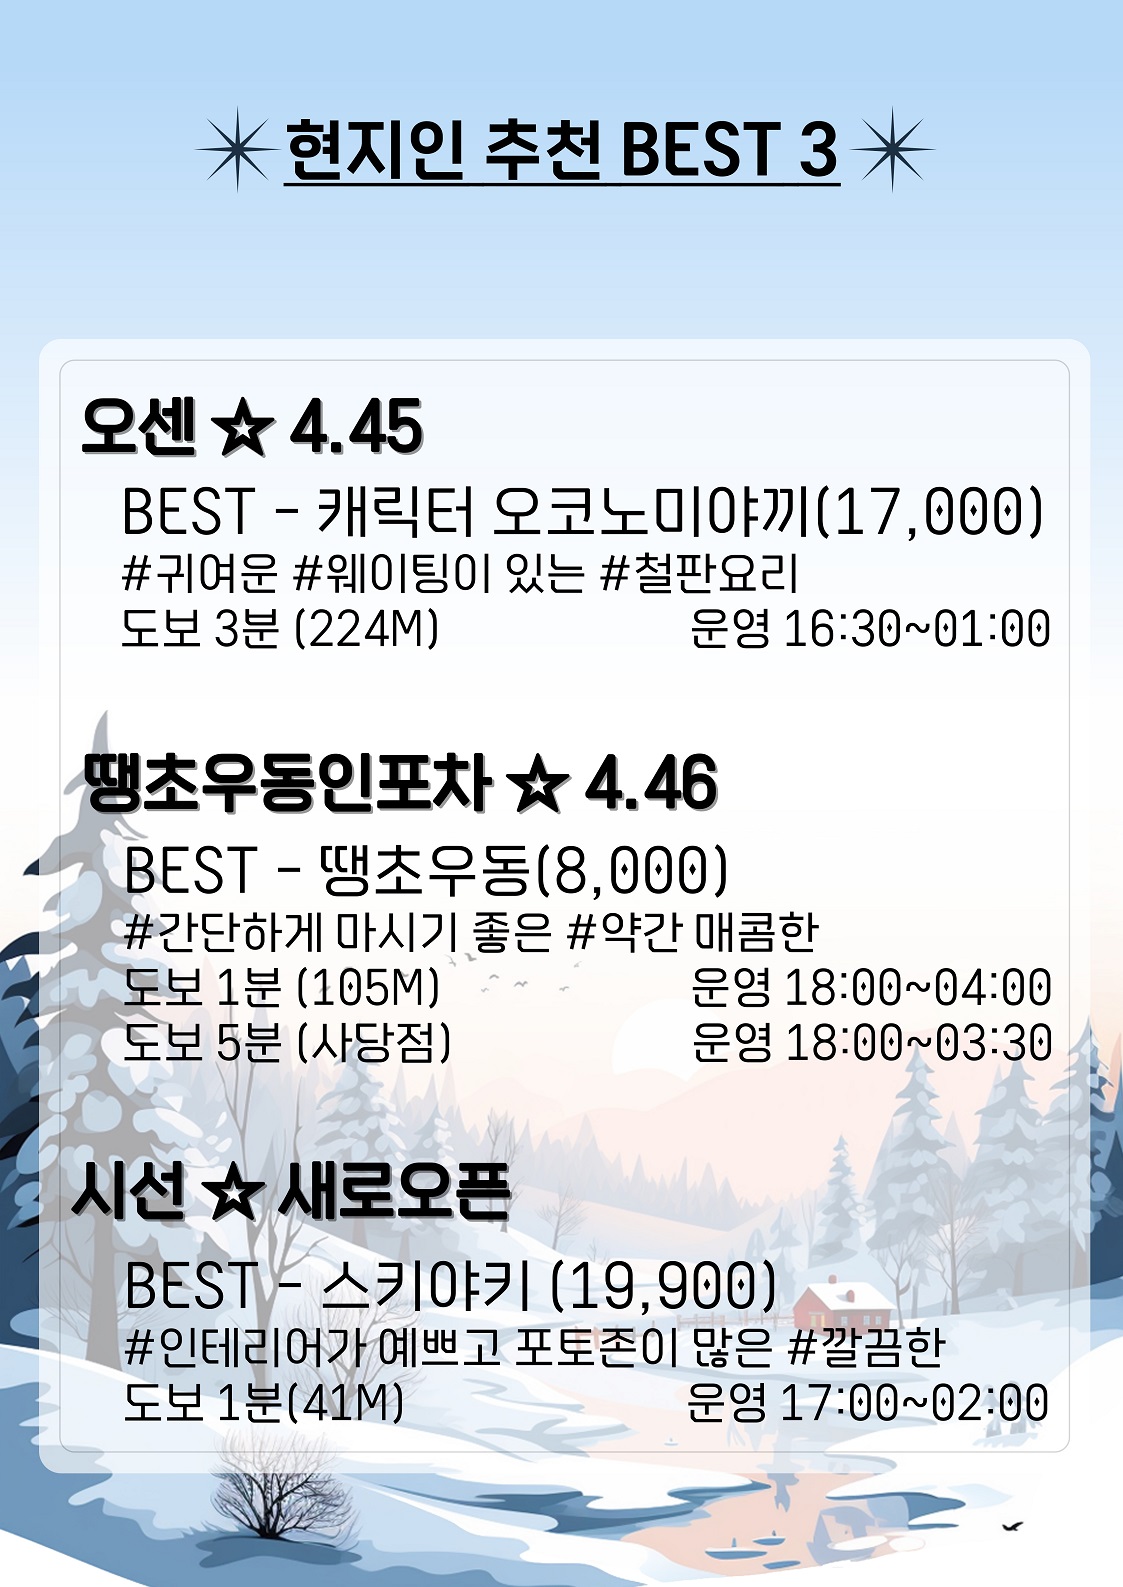 현지인 추천 BEST 3
오센 ☆ 4.45
BEST - 캐릭터 오코노미야끼(17,000)
#귀여운 #웨이팅이 있는 #철판요리
도보 3분 (224M) 운영 16:30~01:00
땡초우동인포차 ☆ 4.46
BEST - 땡초우동(8,000)
#간단하게 마시기 좋은 #약간 매콤한
도보 1분 (105M) 운영 18:00~04:00
도보 5분 (사당점) 운영 18:00~03:30
시선 ☆ 새로오픈
BEST - 스키야키 (19,900)
#인테리어가 예쁘고 포토존이 많은 #깔끔한
도보 1분(41M) 운영 17:00~02:00